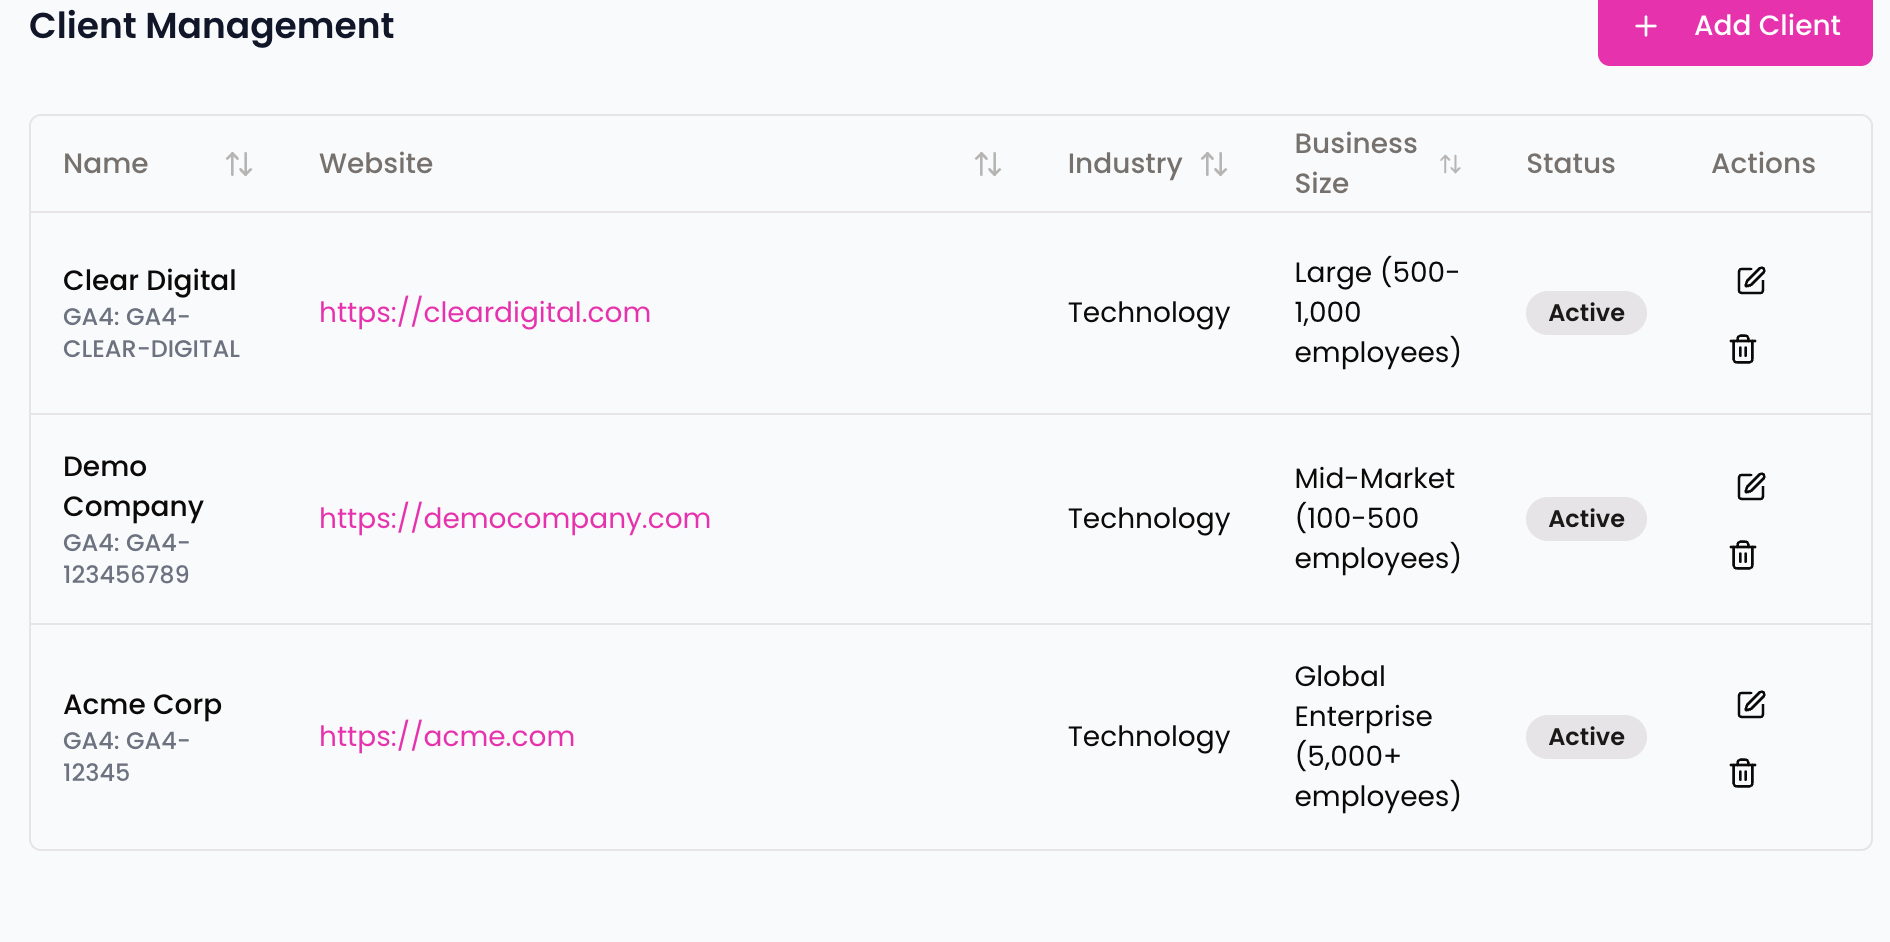 Client Management
+ Add Client
Name
Website
Industry
Business
Size
Status
Actions
Clear Digital
GA4: GA4-
CLEAR-DIGITAL
https://cleardigital.com
Technology
Large (500-
1,000
employees)
Active
Demo
Company
GA4: GA4-
123456789
https://democompany.com
Technology
Mid-Market
(100-500
employees)
Active
Acme Corp
GA4: GA4-
12345
https://acme.com
Technology
Global
Enterprise
(5,000+
employees)
Active